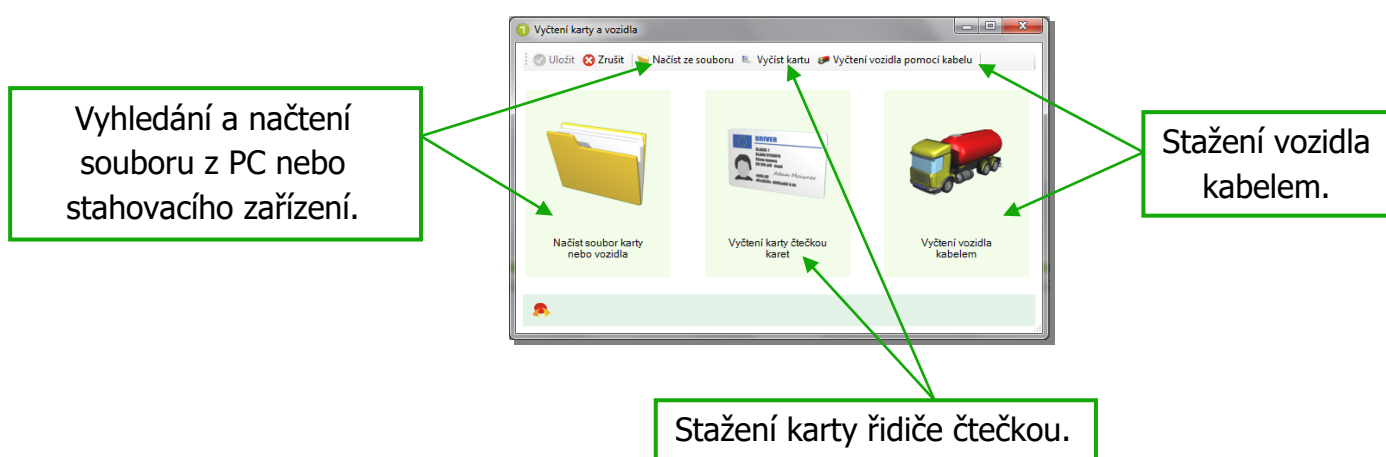 Vyčtení karty a vozidla
Uložit Zrušit Načíst ze souboru Vyčíst kartu Vyčtení vozidla pomocí kabelu
Vyhledání a načtení
souboru z PC nebo
stahovacího zařízení.
DRIVER
Adam Meisner
Stažení vozidla
kabelem.
Načíst soubor karty
nebo vozidla
Vyčtení karty čtečkou
karet
Vyčtení vozidla
kabelem
Stažení karty řidiče čtečkou.